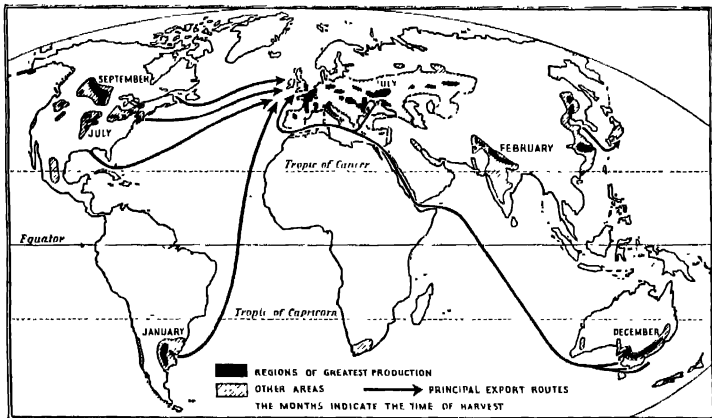 SEPTEMBER
JULY
JULY
FEBRUARY
Tropic of Cancer
Equator
Tropic of Capricorn
JANUARY
DECEMBER
REGIONS OF GREATEST PRODUCTION
OTHER AREAS
PRINCIPAL EXPORT ROUTES
THE MONTHS INDICATE THE TIME OF HARVEST